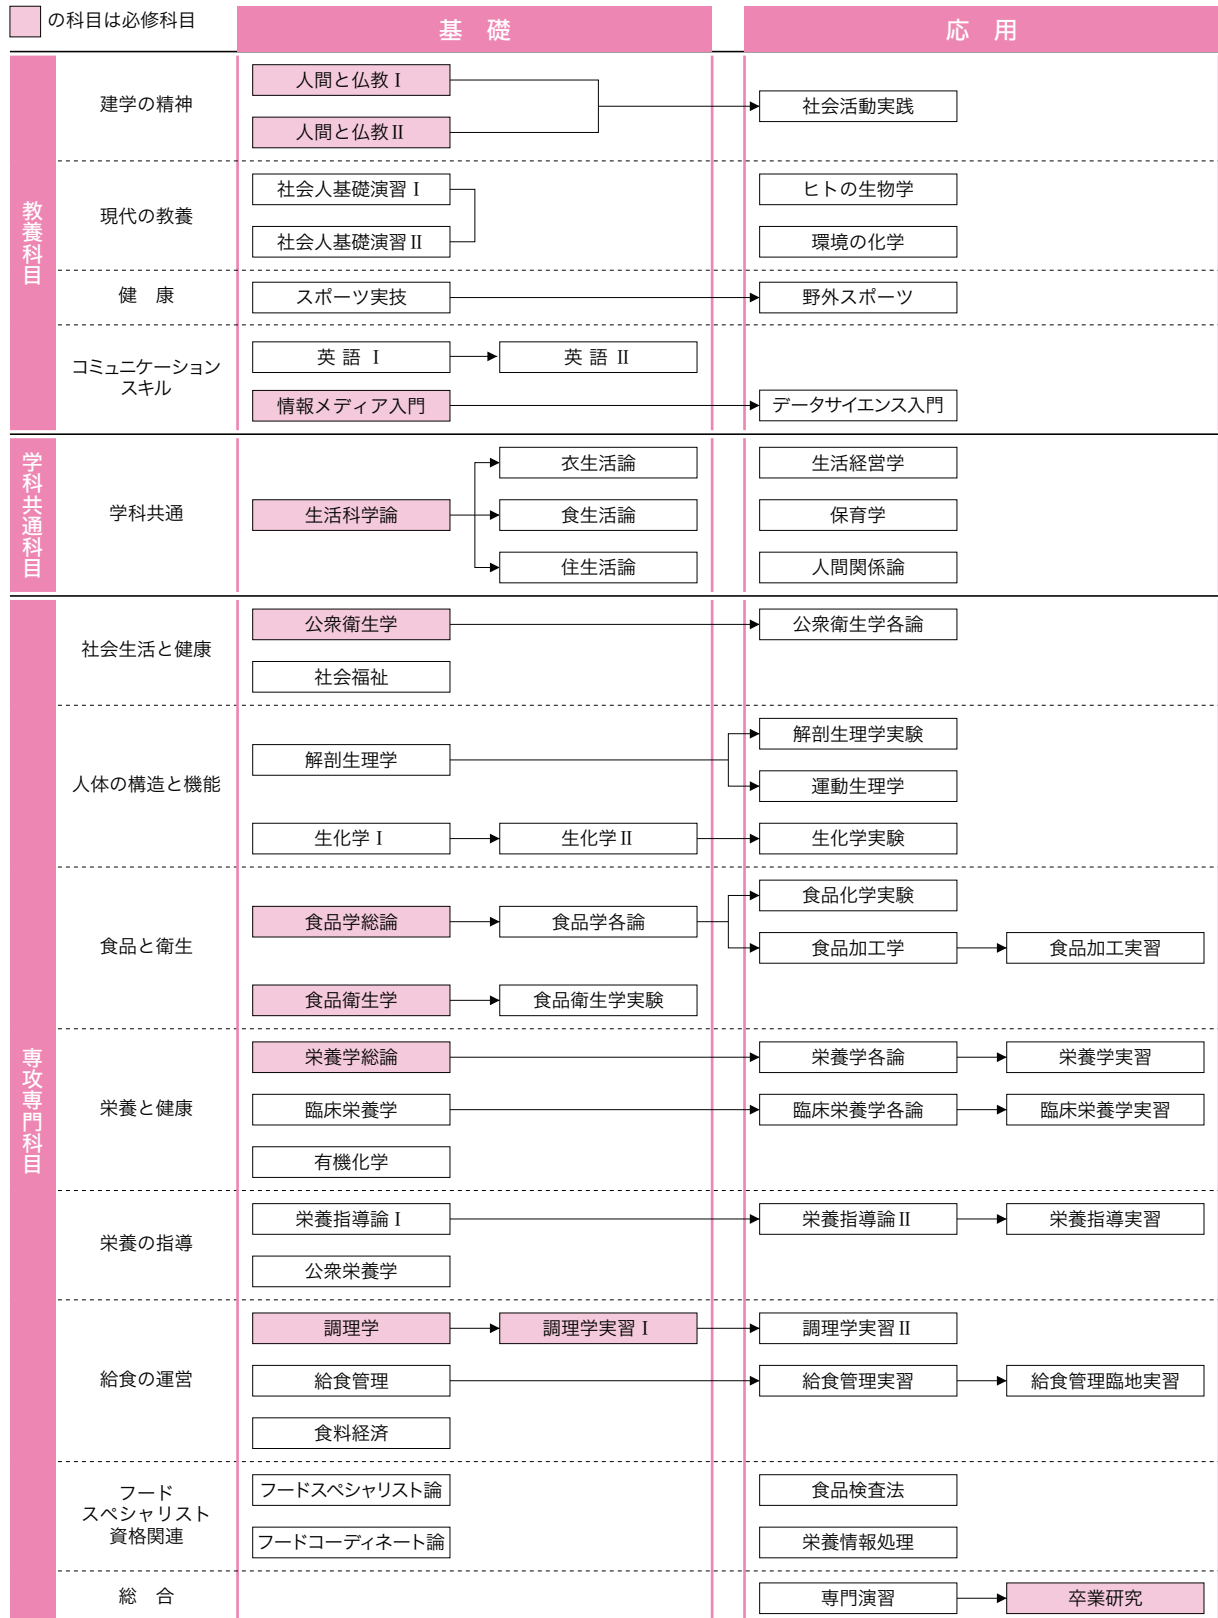 の科目は必修科目
基 礎
応 用
教養科目
建学の精神
人間と仏教 I
人間と仏教 II
社会活動実践
現代の教養
社会人基礎演習 I
社会人基礎演習 II
ヒトの生物学
環境の化学
健 康
スポーツ実技
野外スポーツ
コミュニケーション
スキル
英 語 I
英 語 II
情報メディア入門
データサイエンス入門
学科共通科目
学科共通
生活科学論
衣生活論
食生活論
住生活論
生活経営学
保育学
人間関係論
専攻専門科目
社会生活と健康
公衆衛生学
公衆衛生学各論
社会福祉
人体の構造と機能
解剖生理学
解剖生理学実験
運動生理学
生化学 I
生化学 II
生化学実験
食品と衛生
食品学総論
食品学各論
食品化学実験
食品加工学
食品加工実習
食品衛生学
食品衛生学実験
栄養と健康
栄養学総論
栄養学各論
栄養学実習
臨床栄養学
臨床栄養学各論
臨床栄養学実習
有機化学
栄養の指導
栄養指導論 I
栄養指導論 II
栄養指導実習
公衆栄養学
給食の運営
調理学
調理学実習 I
調理学実習 II
給食管理
給食管理実習
給食管理臨地実習
食料経済
フード
スペシャリスト
資格関連
フードスペシャリスト論
食品検査法
フードコーディネート論
栄養情報処理
総 合
専門演習
卒業研究